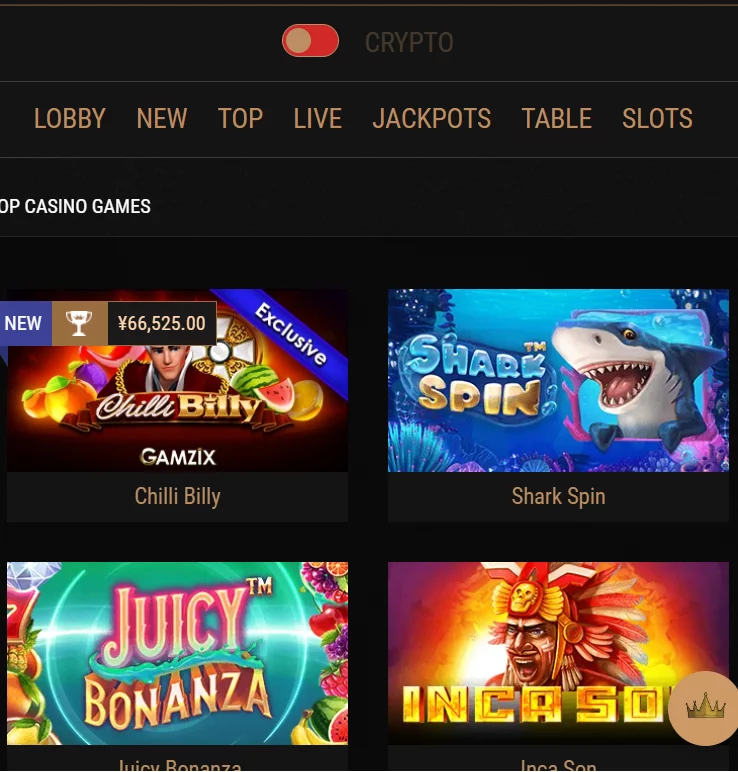 CRYPTO
LOBBY NEW TOP LIVE JACKPOTS TABLE SLOTS
OP CASINO GAMES
NEW ¥66,525.00
Exclusive
Chilli Billy
GAMZIX
Chilli Billy
SHARK™
SPIN
Shark Spin
JUICY™
BONANZA
Juicy Bonanza
INCA SO
Inca Son